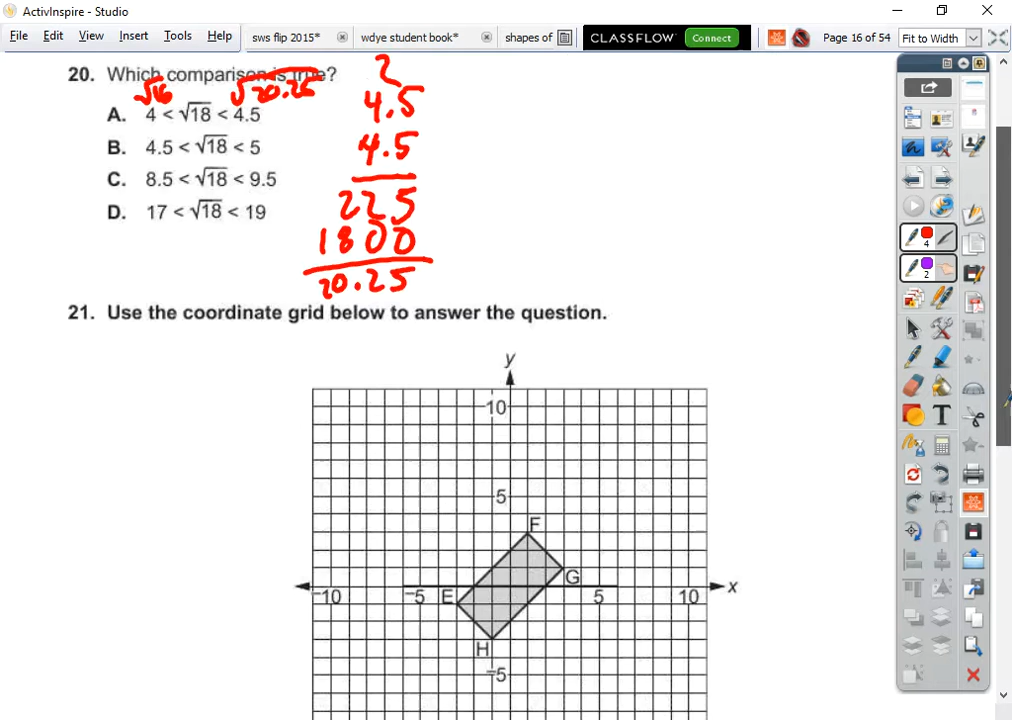 ActivInspire - Studio
File Edit View Insert Tools Help sws flip 2015* wdye student book* shapes of CLASSFLOW Connect Page 16 of 54 Fit to Width
20. Which comparison is true?
√16 √20.25
A. 4 < √18 < 4.5
B. 4.5 < √18 < 5
C. 8.5 < √18 < 9.5
D. 17 < √18 < 19
2
4.5
4.5
225
1800
20.25
4
2
T
21. Use the coordinate grid below to answer the question.
y
10
5
F
G
−10 −5 E 5 10 x
H
−5